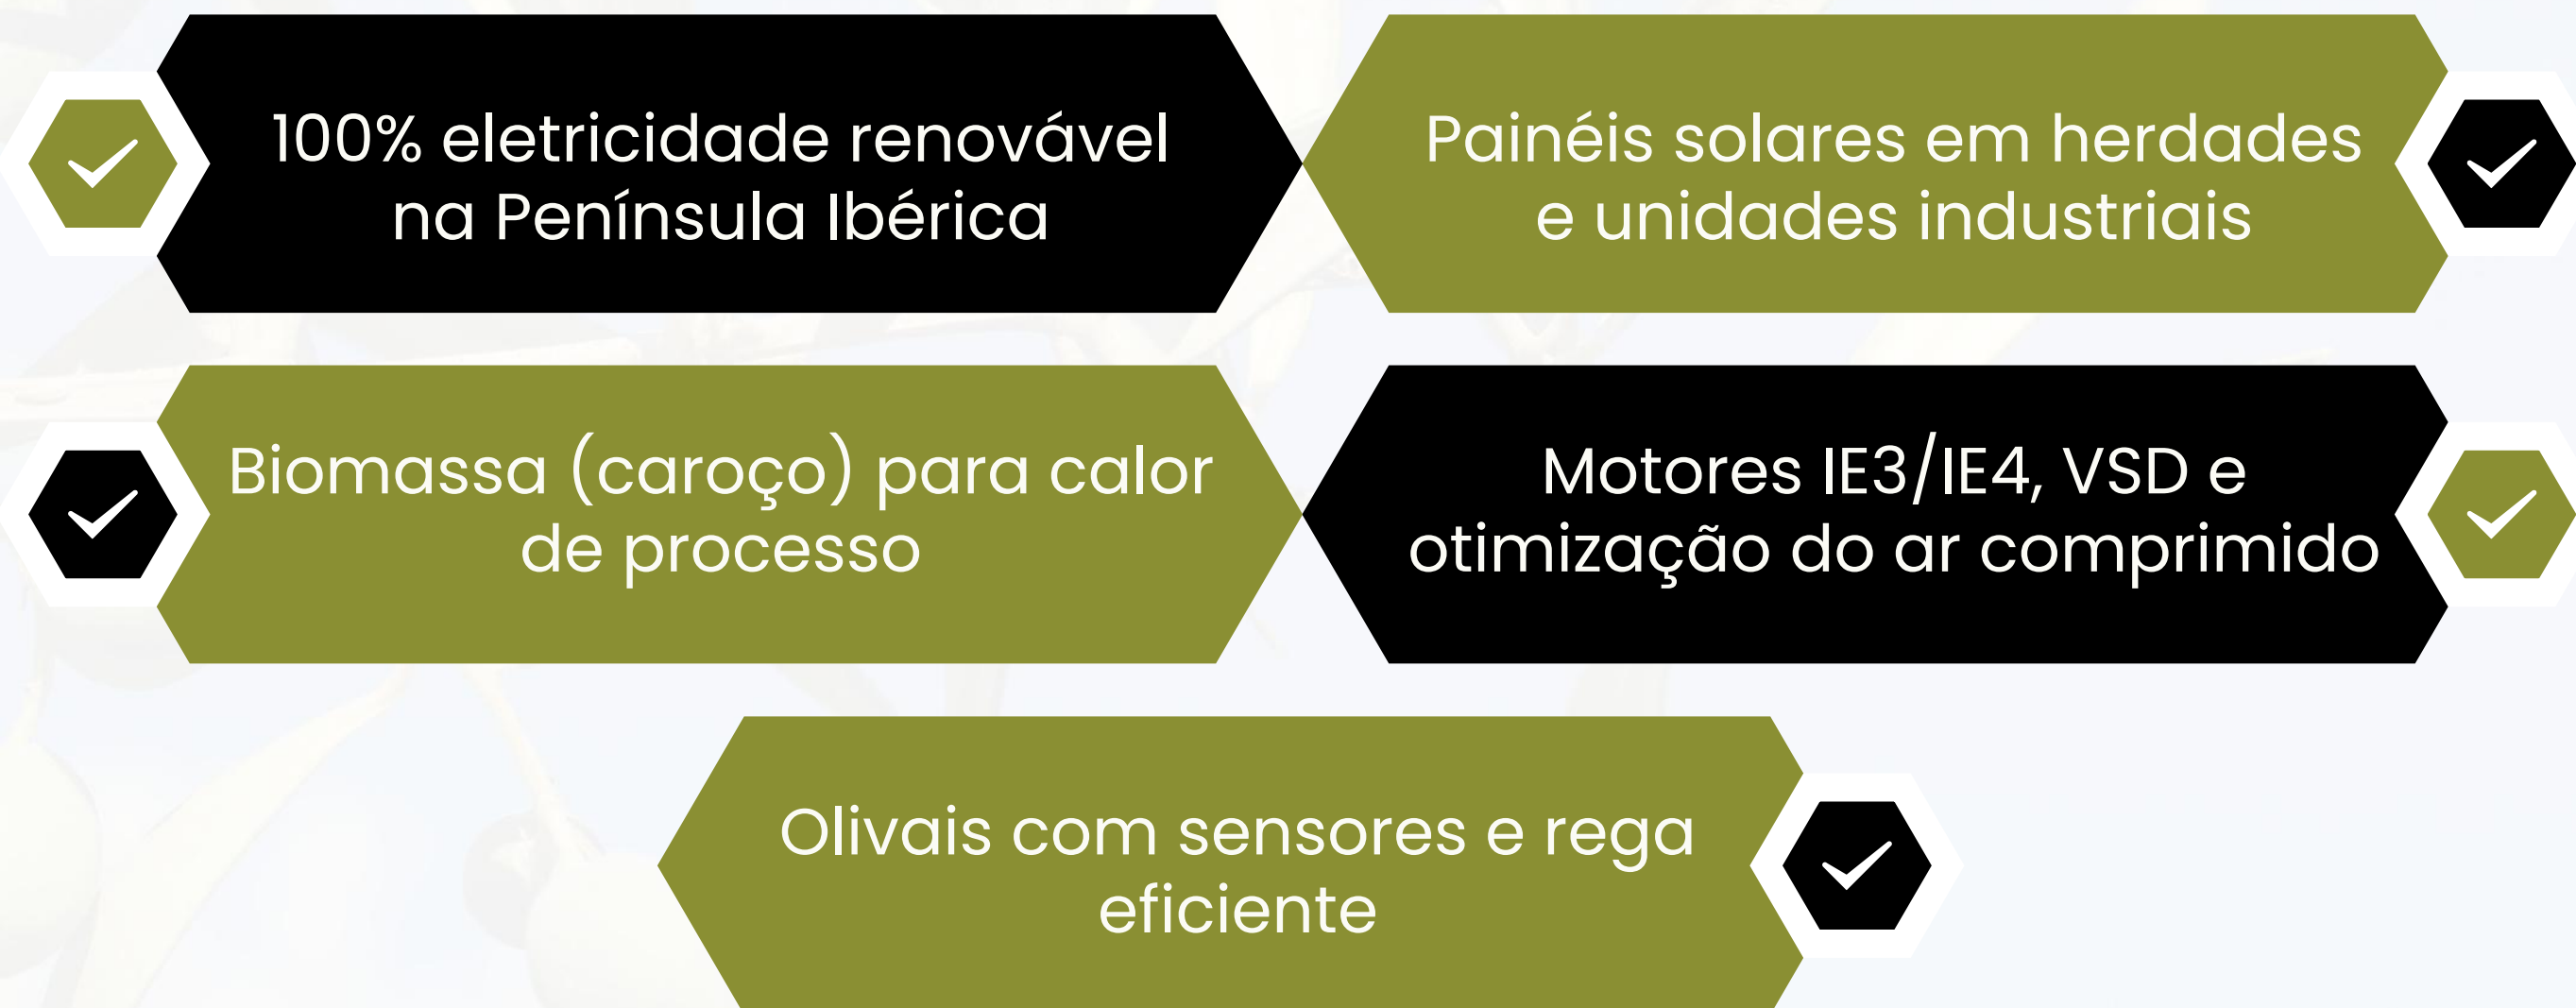 100% eletricidade renovável
na Península Ibérica
Painéis solares em herdades
e unidades industriais
Biomassa (caroço) para calor
de processo
Motores IE3/IE4, VSD e
otimização do ar comprimido
Olivais com sensores e rega
eficiente